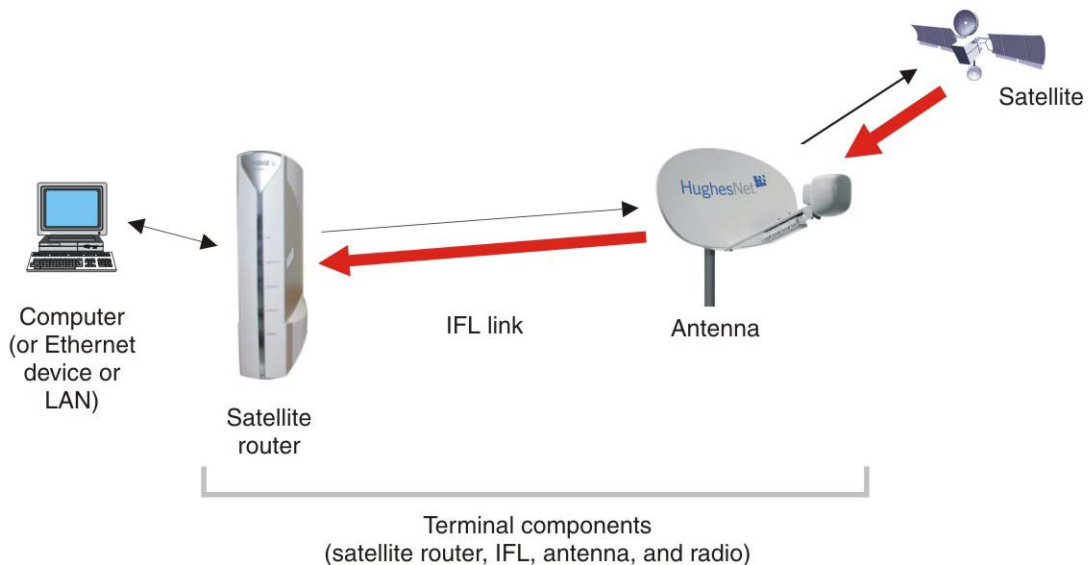 Satellite
HughesNet
Computer
(or Ethernet
device or
LAN)
IFL link
Antenna
Satellite
router
Terminal components
(satellite router, IFL, antenna, and radio)